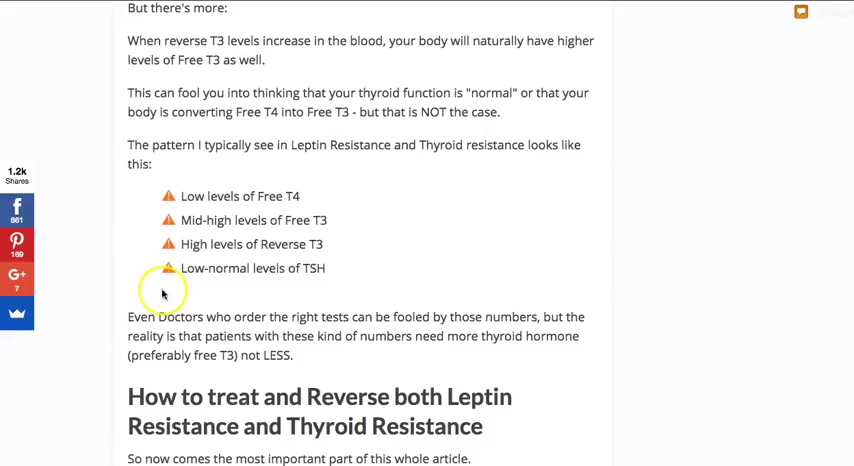 But there's more:
When reverse T3 levels increase in the blood, your body will naturally have higher
levels of Free T3 as well.
This can fool you into thinking that your thyroid function is "normal" or that your
body is converting Free T4 into Free T3 - but that is NOT the case.
The pattern I typically see in Leptin Resistance and Thyroid resistance looks like
this:
1.2k
Shares
661
169
G+
7
Low levels of Free T4
Mid-high levels of Free T3
High levels of Reverse T3
Low-normal levels of TSH
Even Doctors who order the right tests can be fooled by those numbers, but the
reality is that patients with these kind of numbers need more thyroid hormone
(preferably free T3) not LESS.
How to treat and Reverse both Leptin
Resistance and Thyroid Resistance
So now comes the most important part of this whole article.